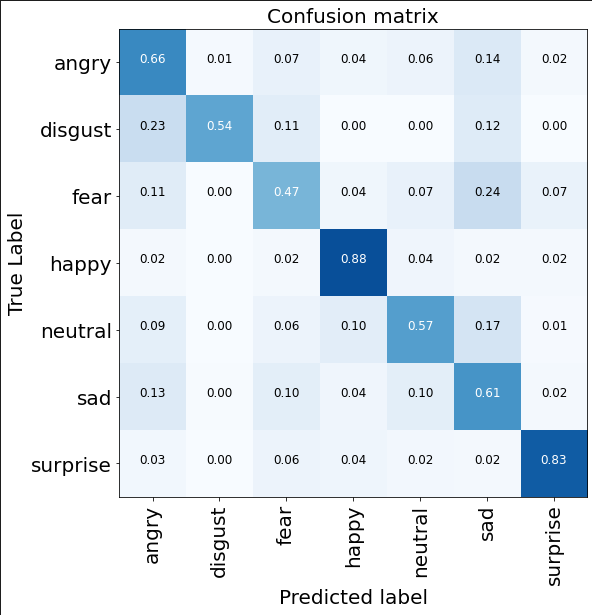 Confusion matrix
True Label
angry 0.66 0.01 0.07 0.04 0.06 0.14 0.02
disgust 0.23 0.54 0.11 0.00 0.00 0.12 0.00
fear 0.11 0.00 0.47 0.04 0.07 0.24 0.07
happy 0.02 0.00 0.02 0.88 0.04 0.02 0.02
neutral 0.09 0.00 0.06 0.10 0.57 0.17 0.01
sad 0.13 0.00 0.10 0.04 0.10 0.61 0.02
surprise 0.03 0.00 0.06 0.04 0.02 0.02 0.83
angry disgust fear happy neutral sad surprise
Predicted label